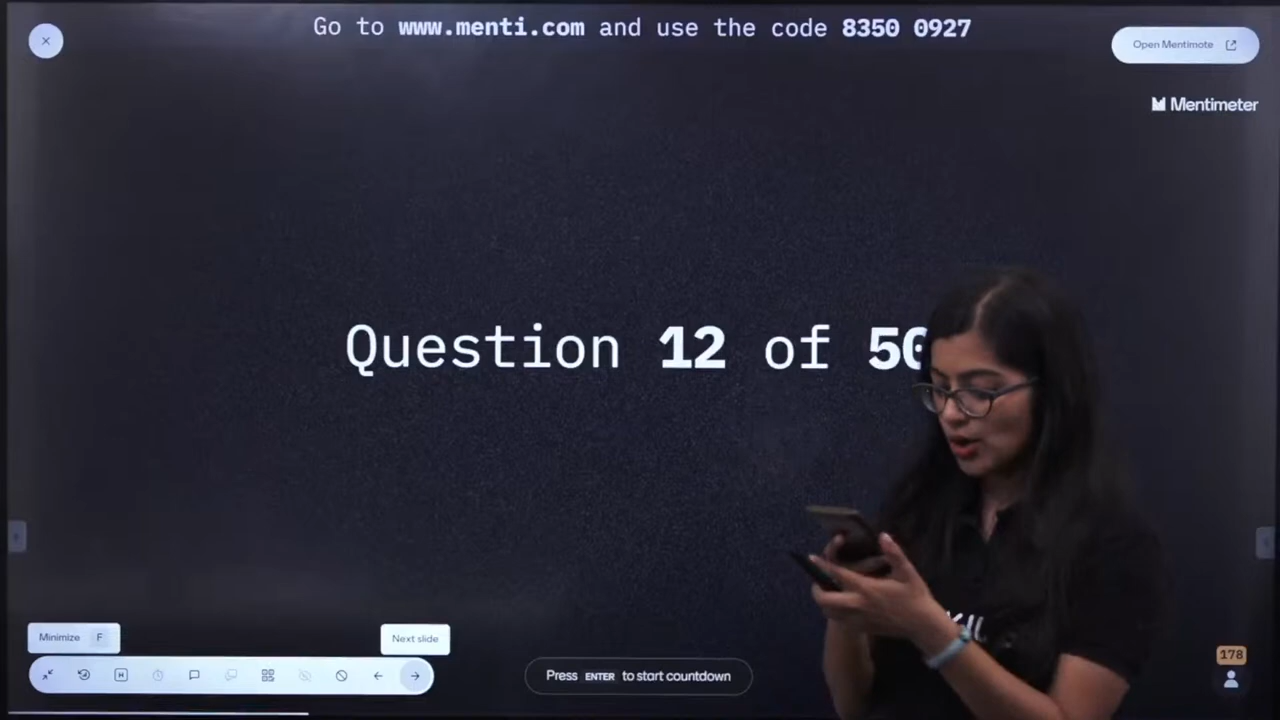 Go to www.menti.com and use the code 8350 0927
Open Mentimote
Mentimeter
Question 12 of 50
Minimize F
Next slide
H
Press ENTER to start countdown
178